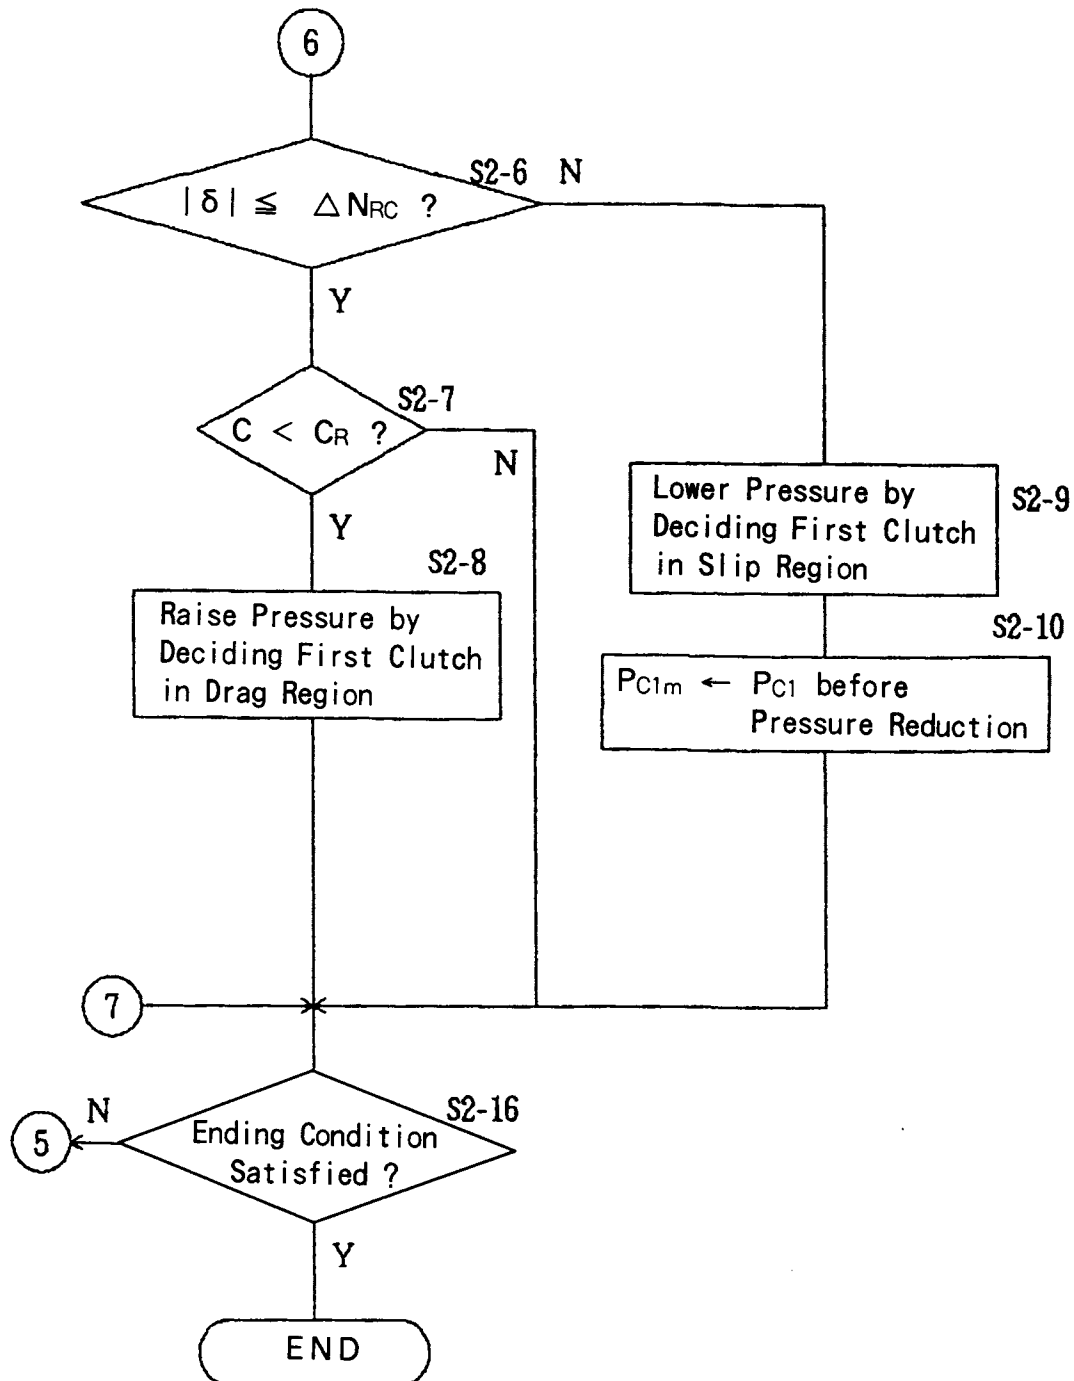 6
S2-6 N
|δ| ≦ △NRC ?
Y
S2-7
C < CR ?
N
Y
S2-8
Raise Pressure by
Deciding First Clutch
in Drag Region
Lower Pressure by
Deciding First Clutch
in Slip Region
S2-9
S2-10
PC1m ← PC1 before
Pressure Reduction
7
S2-16
N
5
Ending Condition
Satisfied ?
Y
END